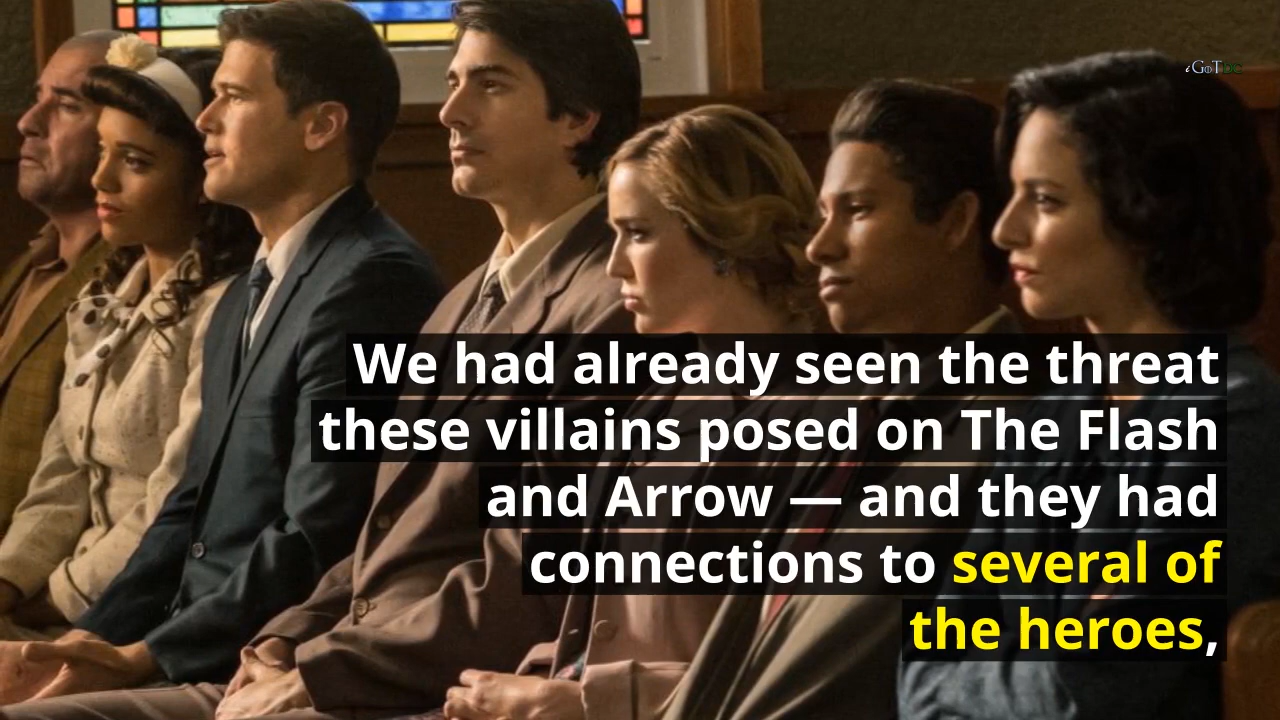 iGoTDC
We had already seen the threat
these villains posed on The Flash
and Arrow — and they had
connections to several of
the heroes,